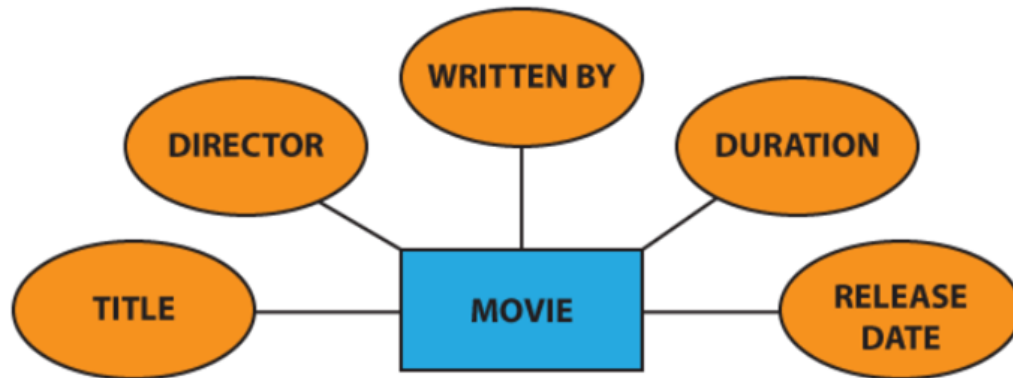 WRITTEN BY
DIRECTOR
DURATION
TITLE
MOVIE
RELEASE
DATE